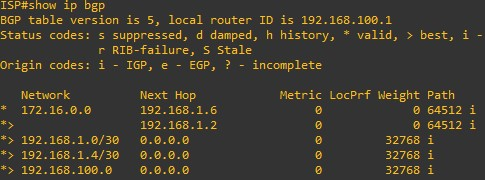 ISP#show ip bgp
BGP table version is 5, local router ID is 192.168.100.1
Status codes: s suppressed, d damped, h history, * valid, > best, i -
              r RIB-failure, S Stale
Origin codes: i - IGP, e - EGP, ? - incomplete

   Network          Next Hop            Metric LocPrf Weight Path
*  172.16.0.0       192.168.1.6              0             0 64512 i
*>                  192.168.1.2              0             0 64512 i
*> 192.168.1.0/30   0.0.0.0                  0         32768 i
*> 192.168.1.4/30   0.0.0.0                  0         32768 i
*> 192.168.100.0    0.0.0.0                  0         32768 i